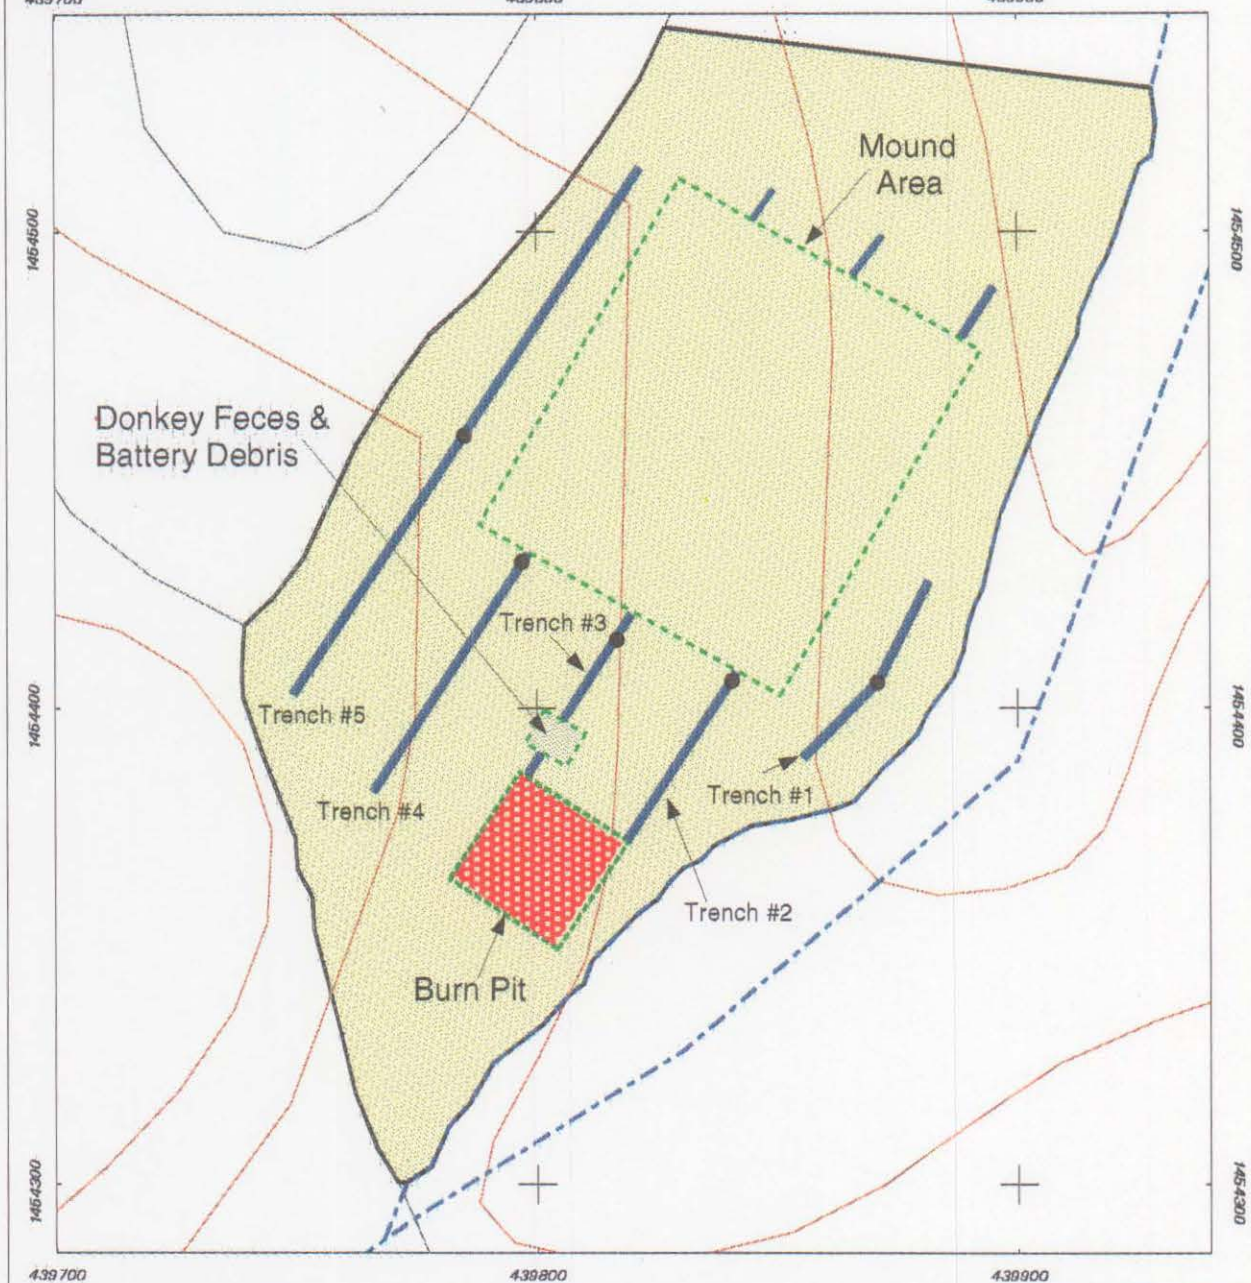 Mound
Area
1454500
1454500
Donkey Feces &
Battery Debris
Trench #3
Trench #5
1454400
1454400
Trench #1
Trench #4
Trench #2
Burn Pit
1454300
1454300
439700
439800
439900